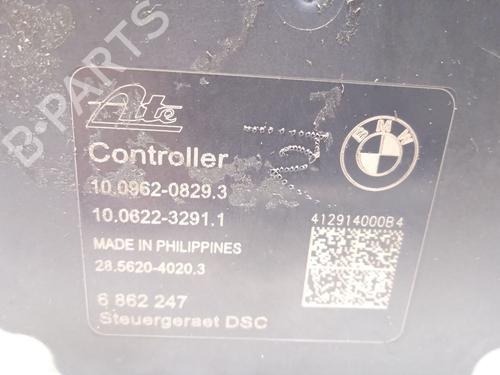 B-PARTS
Ate
BMW
Controller
10.0962-0829.3
10.0622-3291.1
412914000B4
MADE IN PHILIPPINES
28.5620-4020.3
6 862 247
Steuergeraet DSC